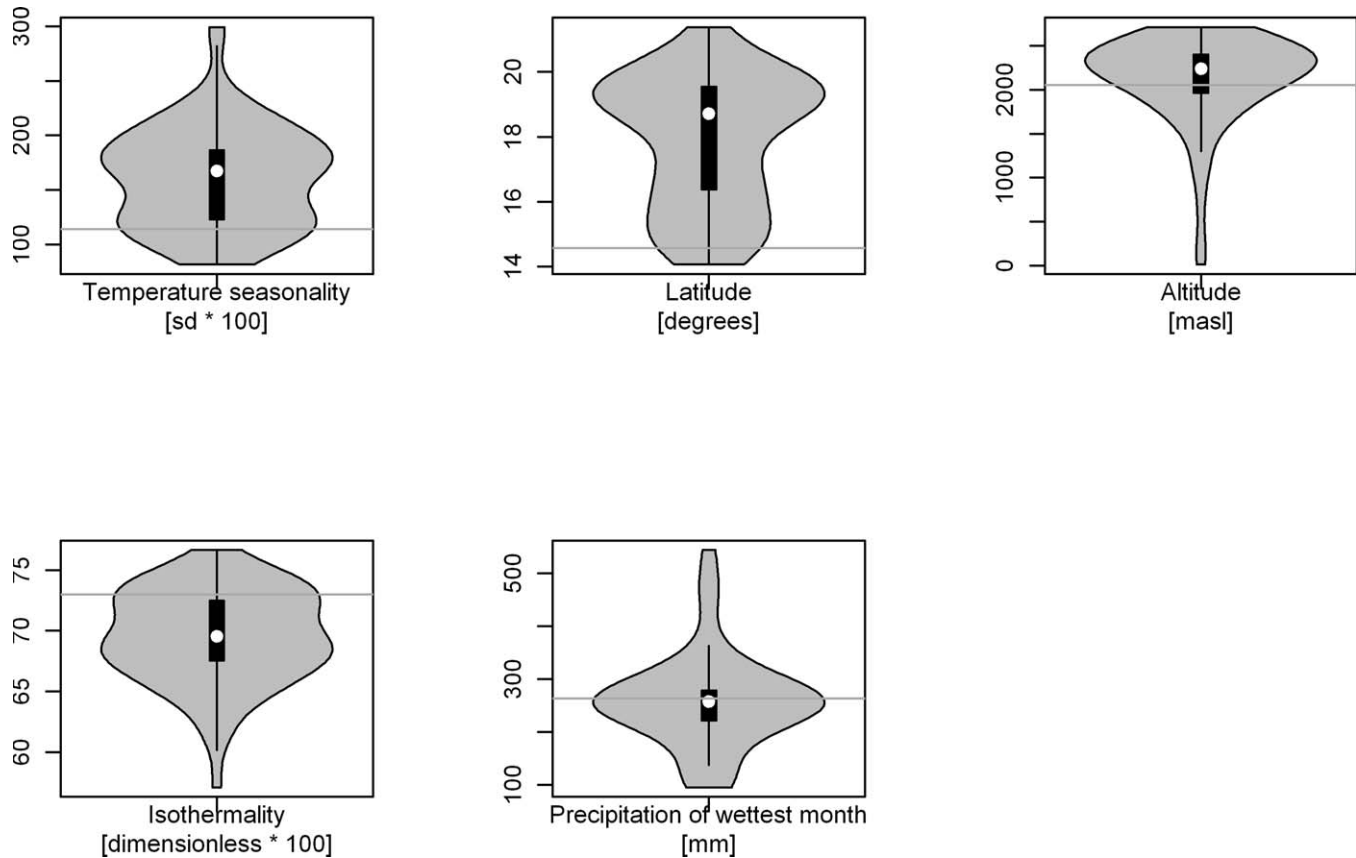 300
200
100
Temperature seasonality
[sd * 100]
20
18
16
14
Latitude
[degrees]
2000
1000
0
Altitude
[masl]
75
70
65
60
Isothermality
[dimensionless * 100]
500
300
100
Precipitation of wettest month
[mm]